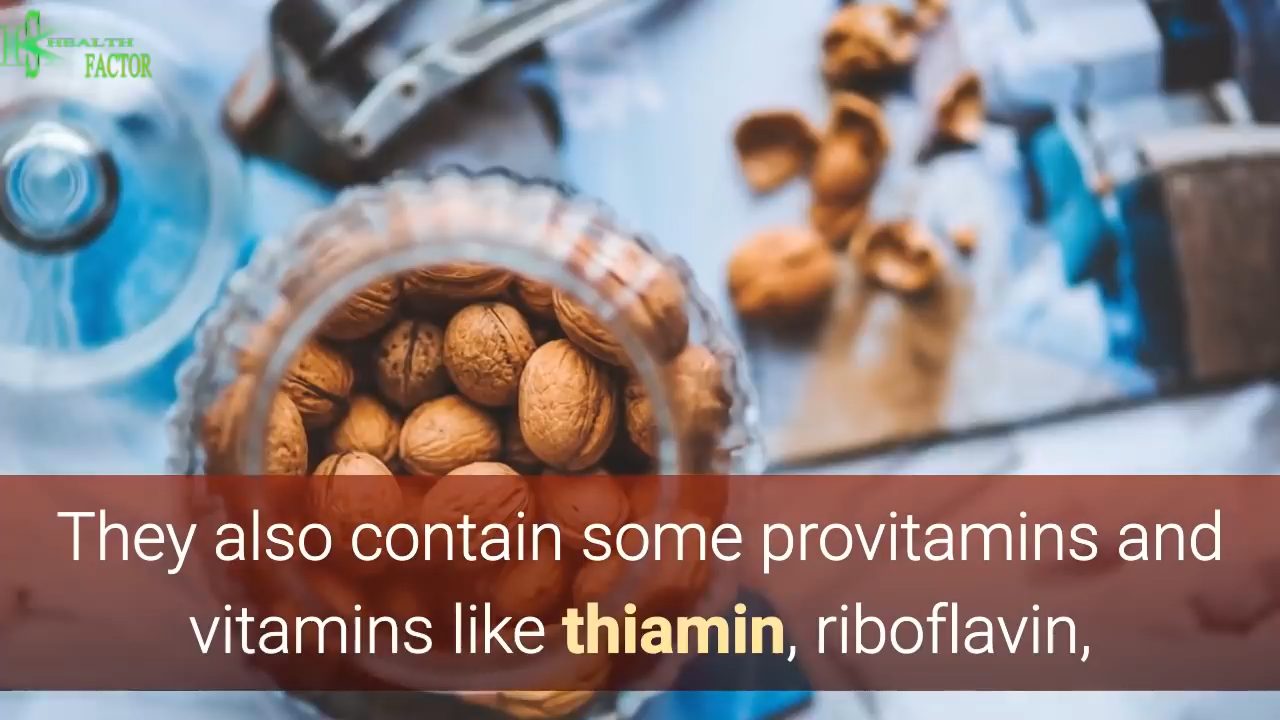 HEALTH
FACTOR
They also contain some provitamins and
vitamins like thiamin, riboflavin,